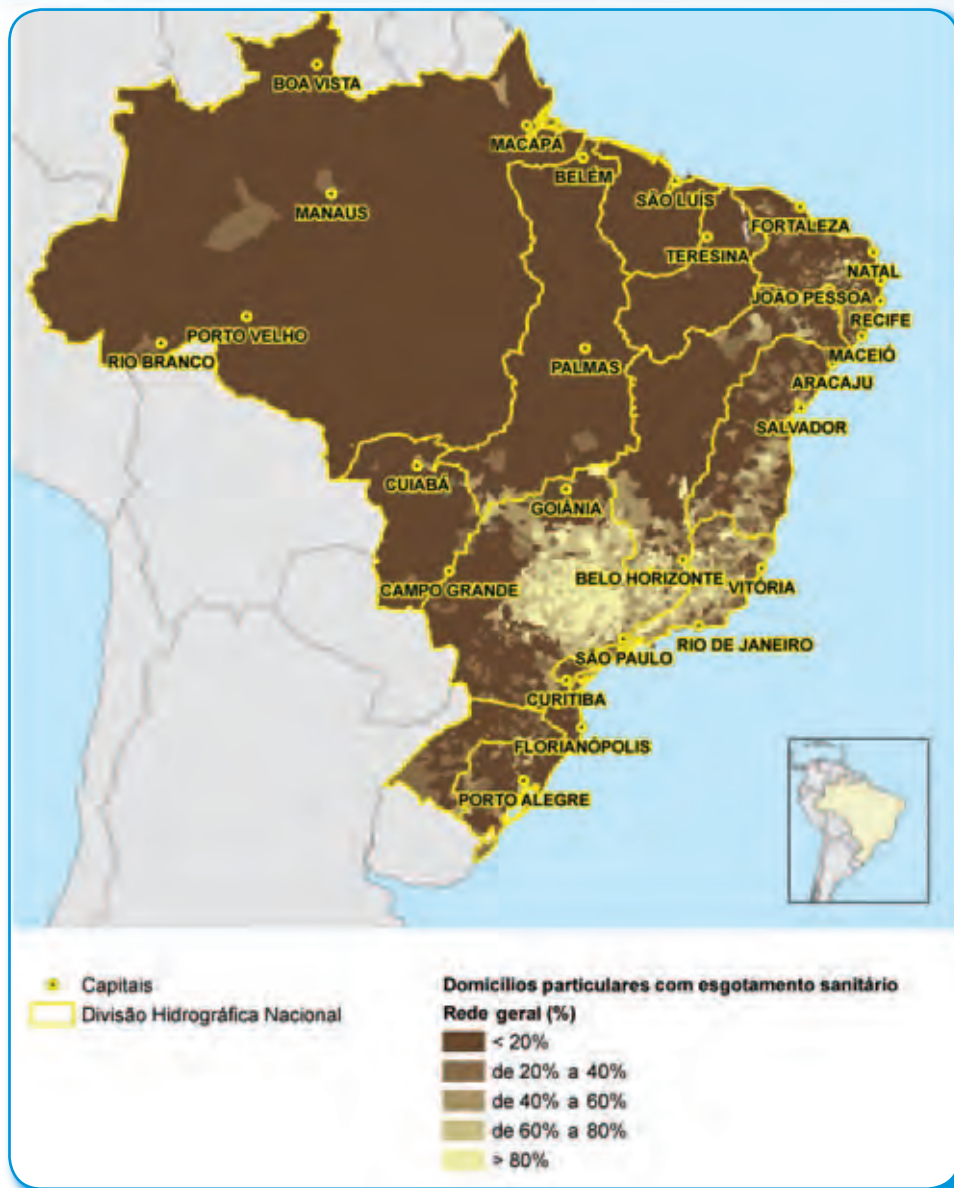 BOA VISTA
MACAPÁ
BELÉM
SÃO LUÍS
MANAUS
FORTALEZA
TERESINA
NATAL
JOÃO PESSOA
RECIFE
PORTO VELHO
RIO BRANCO
PALMAS
MACEIÓ
ARACAJU
SALVADOR
CUIABÁ
GOIÂNIA
BELO HORIZONTE
VITÓRIA
CAMPO GRANDE
RIO DE JANEIRO
SÃO PAULO
CURITIBA
FLORIANÓPOLIS
PORTO ALEGRE
Capitais
Divisão Hidrográfica Nacional
Domicílios particulares com esgotamento sanitário
Rede geral (%)
< 20%
de 20% a 40%
de 40% a 60%
de 60% a 80%
> 80%